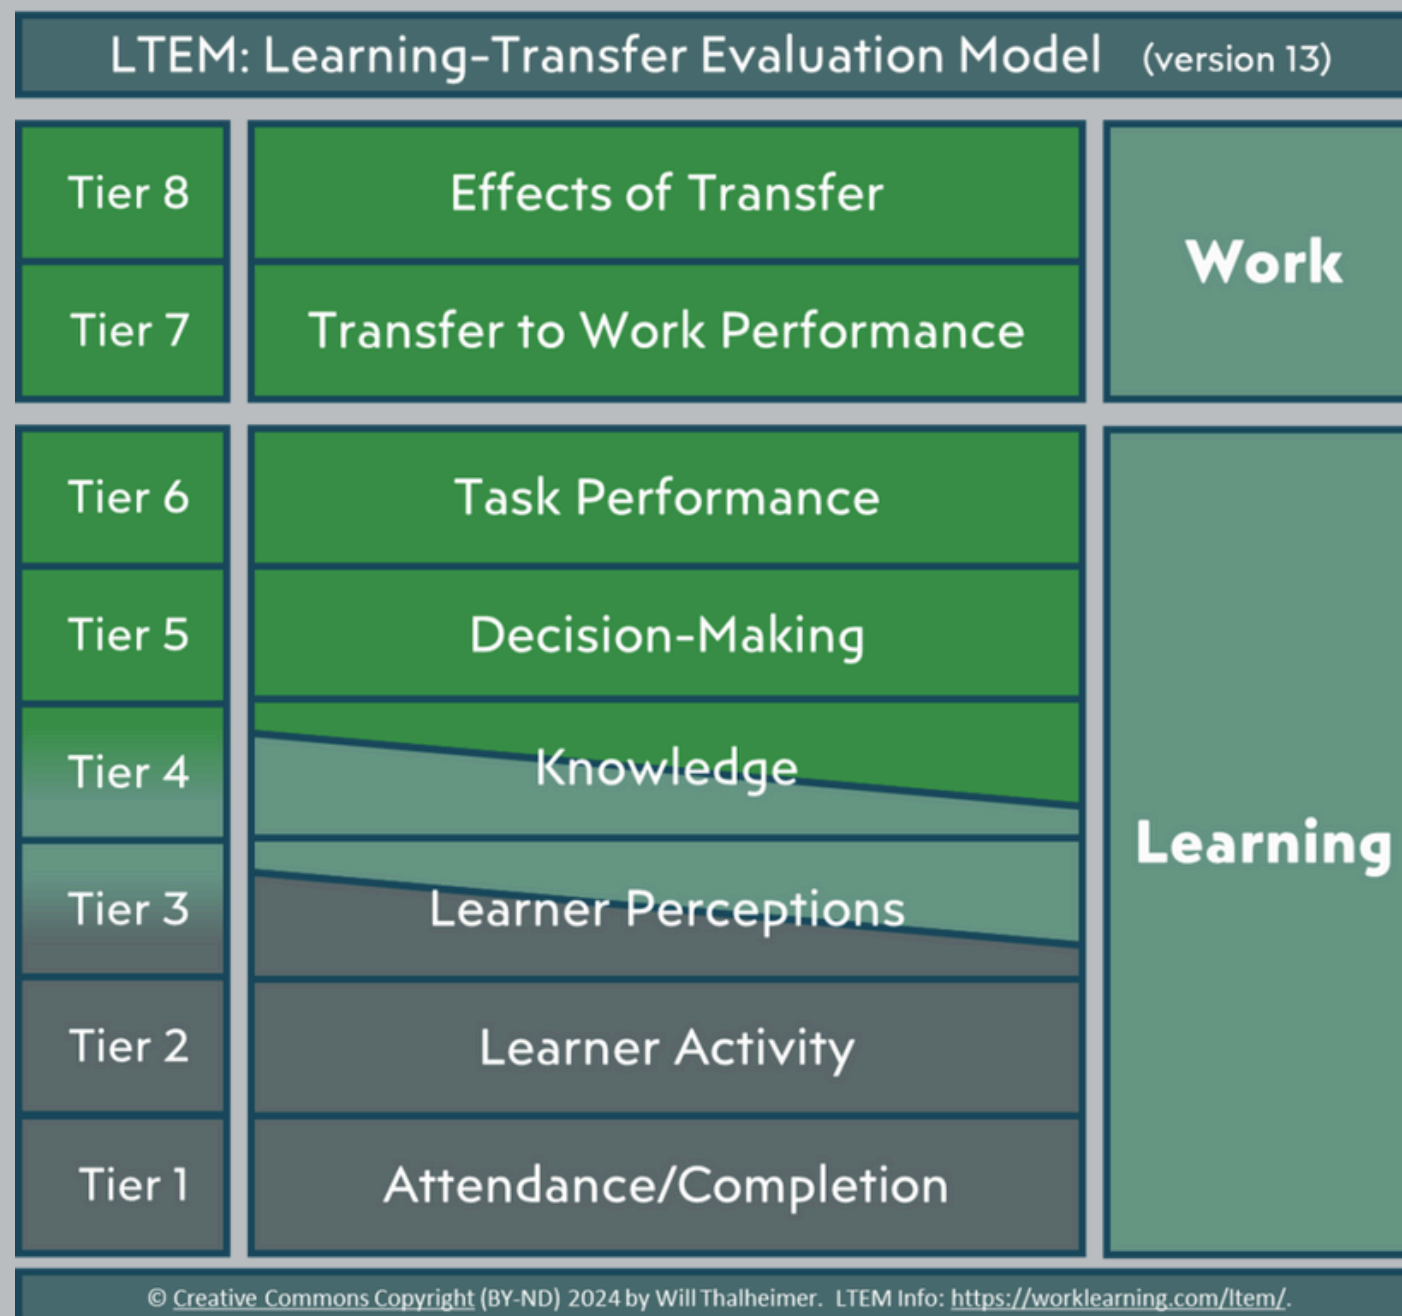 LTEM: Learning-Transfer Evaluation Model (version 13)
Tier 8 Effects of Transfer
Work
Tier 7 Transfer to Work Performance
Tier 6 Task Performance
Tier 5 Decision-Making
Tier 4 Knowledge
Learning
Tier 3 Learner Perceptions
Tier 2 Learner Activity
Tier 1 Attendance/Completion
© Creative Commons Copyright (BY-ND) 2024 by Will Thalheimer. LTEM Info: https://worklearning.com/ltem/.